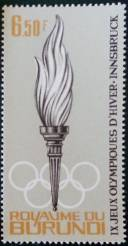 6.50F
IX.JEUX OLYMPIQUES D'HIVER-INNSBRUCK
ROYAUME DU
BURUNDI